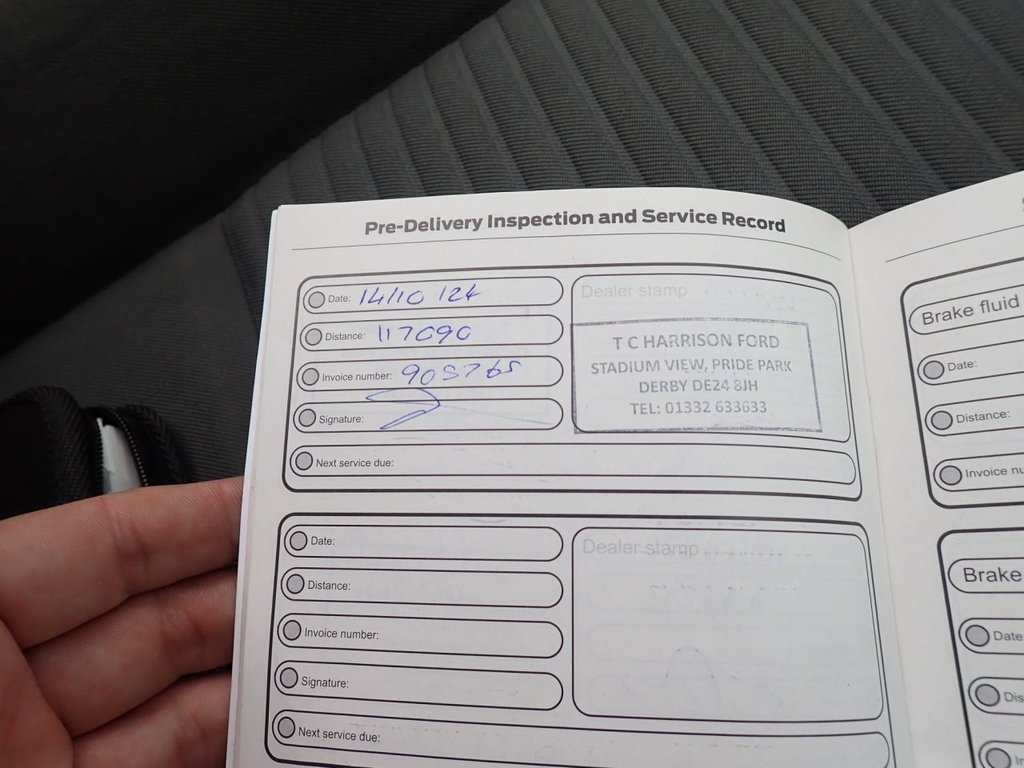 Pre-Delivery Inspection and Service Record
Date: 14/10/24
Distance: 117090
Invoice number: 905765
Signature:
Next service due:
Dealer stamp
T C HARRISON FORD
STADIUM VIEW, PRIDE PARK
DERBY DE24 8JH
TEL: 01332 633633
Date:
Distance:
Invoice number:
Signature:
Next service due:
Dealer stamp
Brake fluid
Date:
Distance:
Invoice nu
Brake
Date
Dis
In